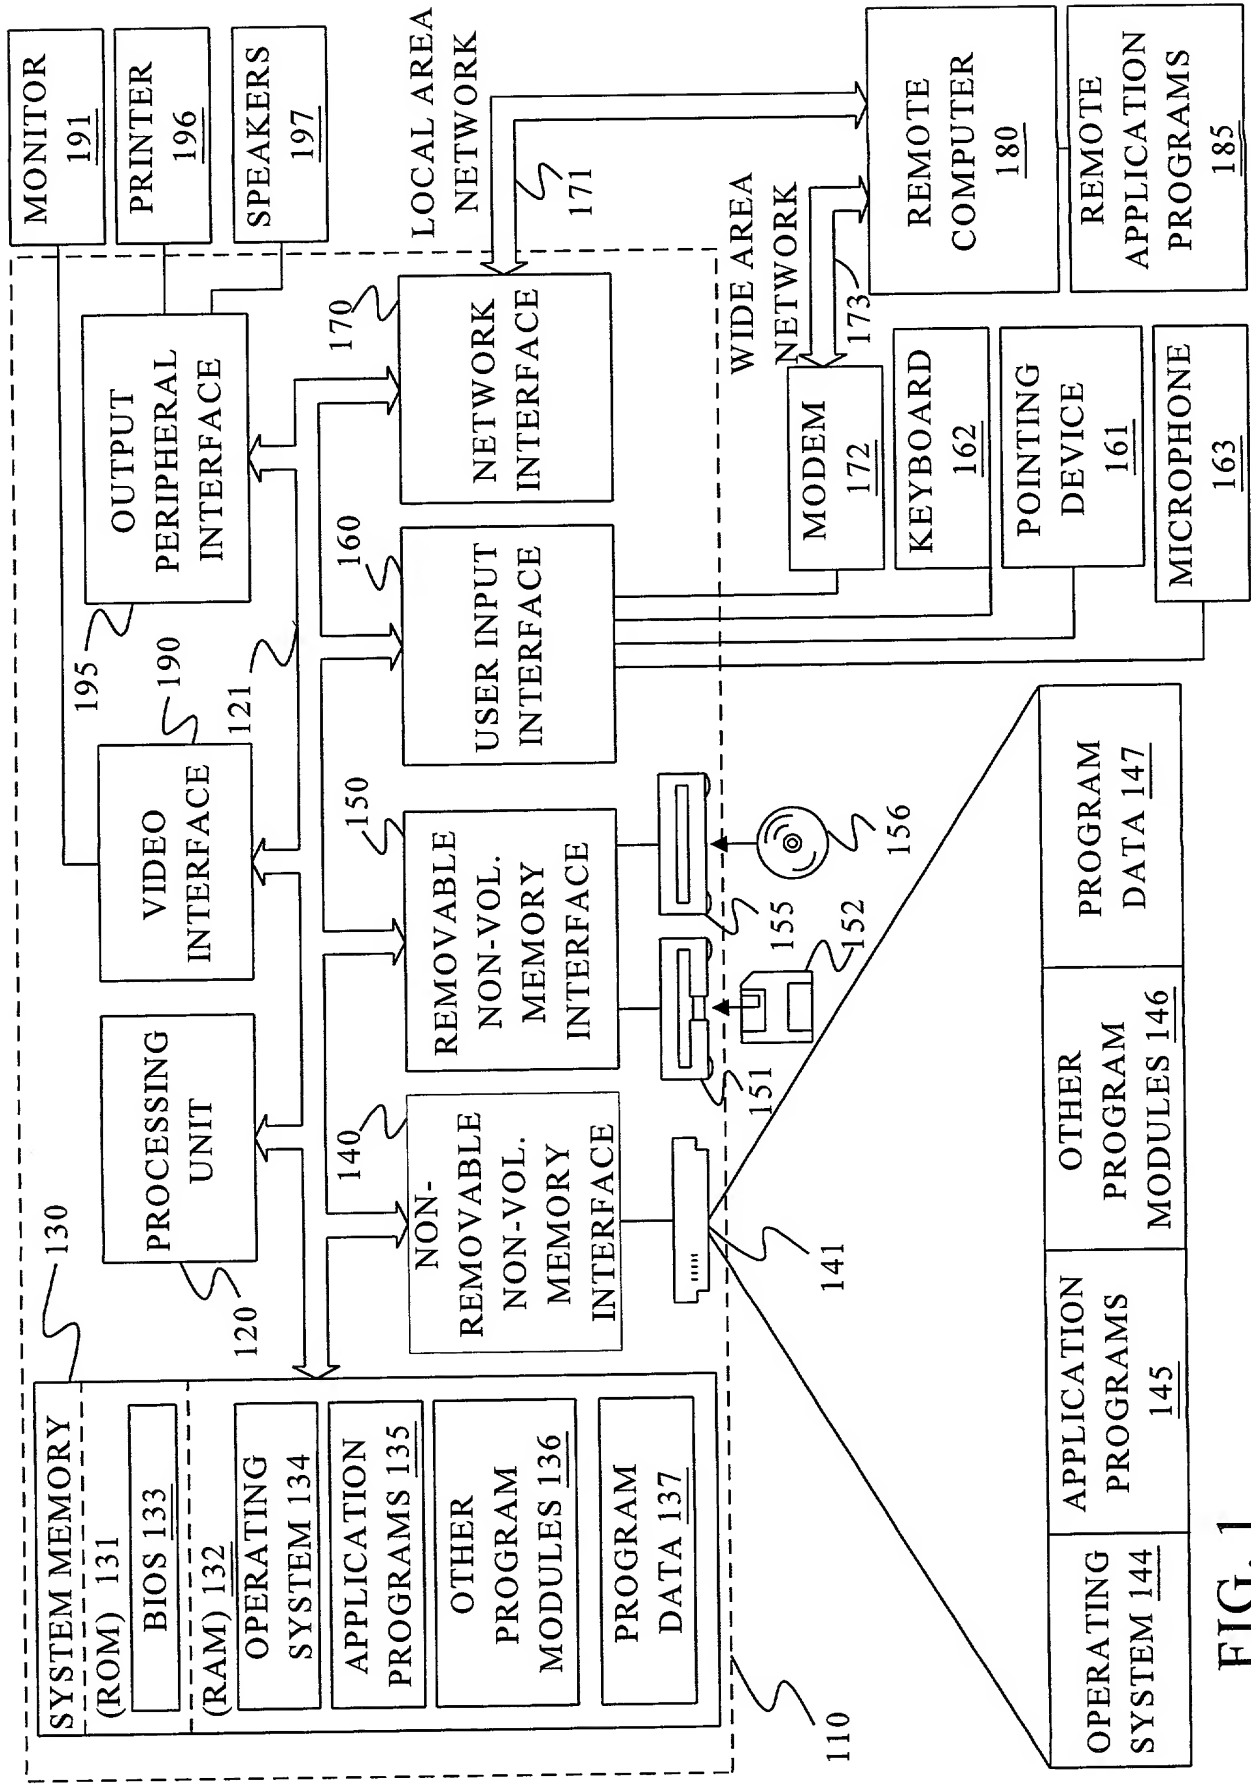 SYSTEM MEMORY
(ROM) 131
BIOS 133
(RAM) 132
OPERATING
SYSTEM 134
APPLICATION
PROGRAMS 135
OTHER
PROGRAM
MODULES 136
PROGRAM
DATA 137
130
PROCESSING
UNIT
120
VIDEO
INTERFACE
190
121
OUTPUT
PERIPHERAL
INTERFACE
195
MONITOR
191
PRINTER
196
SPEAKERS
197
NON-
REMOVABLE
NON-VOL.
MEMORY
INTERFACE
140
REMOVABLE
NON-VOL.
MEMORY
INTERFACE
150
USER INPUT
INTERFACE
160
NETWORK
INTERFACE
170
LOCAL AREA
NETWORK
171
WIDE AREA
NETWORK
173
110
141
151
152
155
156
MODEM
172
KEYBOARD
162
POINTING
DEVICE
161
MICROPHONE
163
REMOTE
COMPUTER
180
REMOTE
APPLICATION
PROGRAMS
185
OPERATING
SYSTEM 144
APPLICATION
PROGRAMS
145
OTHER
PROGRAM
MODULES 146
PROGRAM
DATA 147
FIG. 1